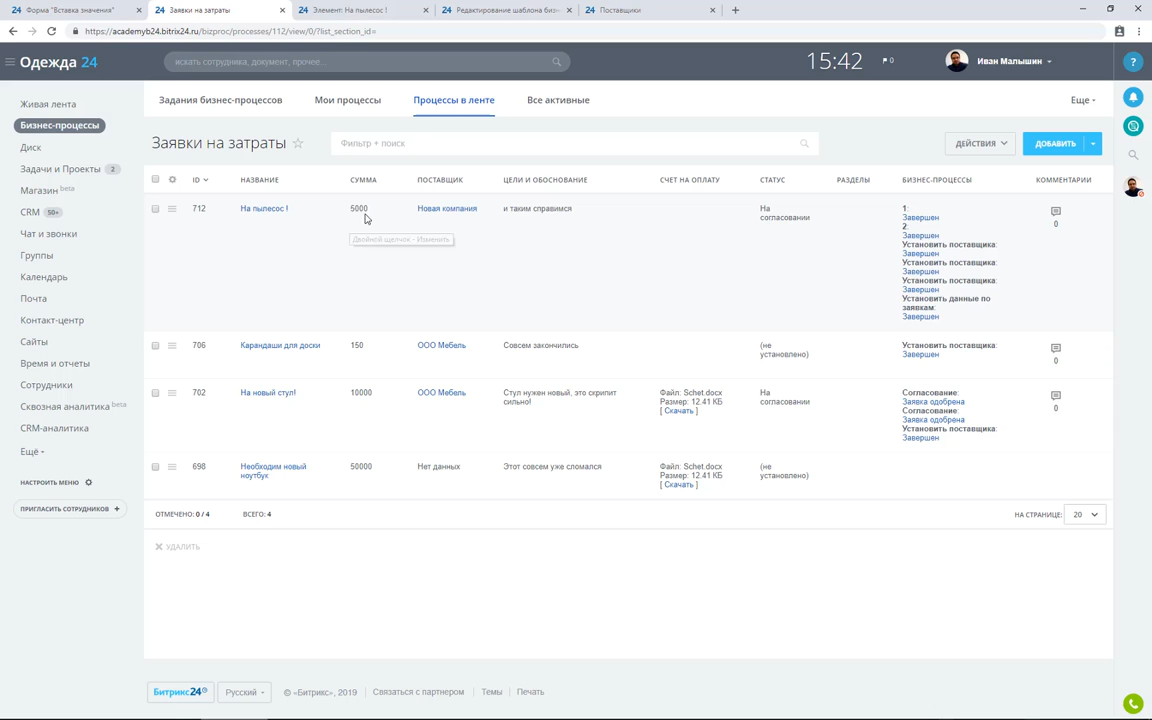 24 Форма "Вставка значения"
24 Заявки на затраты
24 Элемент: На пылесос !
24 Редактирование шаблона бизн
24 Поставщики
https://academyb24.bitrix24.ru/bizproc/processes/112/view/0/?list_section_id=
Одежда 24
искать сотрудника, документ, прочее...
15:42
0
Иван Малышин
?
Живая лента
Бизнес-процессы
Диск
Задачи и Проекты 2
Магазин beta
CRM 50+
Чат и звонки
Группы
Календарь
Почта
Контакт-центр
Сайты
Время и отчеты
Сотрудники
Сквозная аналитика beta
CRM-аналитика
Ещё
НАСТРОИТЬ МЕНЮ
ПРИГЛАСИТЬ СОТРУДНИКОВ +
Задания бизнес-процессов
Мои процессы
Процессы в ленте
Все активные
Еще
Заявки на затраты
Фильтр + поиск
ДЕЙСТВИЯ
ДОБАВИТЬ
ID
НАЗВАНИЕ
СУММА
ПОСТАВЩИК
ЦЕЛИ И ОБОСНОВАНИЕ
СЧЕТ НА ОПЛАТУ
СТАТУС
РАЗДЕЛЫ
БИЗНЕС-ПРОЦЕССЫ
КОММЕНТАРИИ
712
На пылесос !
5000
Новая компания
и таким справимся
На
согласовании
1:
Завершен
2:
Завершен
Установить поставщика:
Завершен
Установить поставщика:
Завершен
Установить поставщика:
Завершен
Установить данные по
заявкам:
Завершен
0
Двойной щелчок - Изменить
706
Карандаши для доски
150
ООО Мебель
Совсем закончились
(не
установлено)
Установить поставщика:
Завершен
0
702
На новый стул!
10000
ООО Мебель
Стул нужен новый, это скрипит
сильно!
Файл: Schet.docx
Размер: 12.41 КБ
[ Скачать ]
На
согласовании
Согласование:
Заявка одобрена
Согласование:
Заявка одобрена
Установить поставщика:
Завершен
0
698
Необходим новый
ноутбук
50000
Нет данных
Этот совсем уже сломался
Файл: Schet.docx
Размер: 12.41 КБ
[ Скачать ]
(не
установлено)
ОТМЕЧЕНО: 0 / 4
ВСЕГО: 4
НА СТРАНИЦЕ: 20
УДАЛИТЬ
Битрикс24
Русский
© «Битрикс», 2019
Связаться с партнером
Темы
Печать